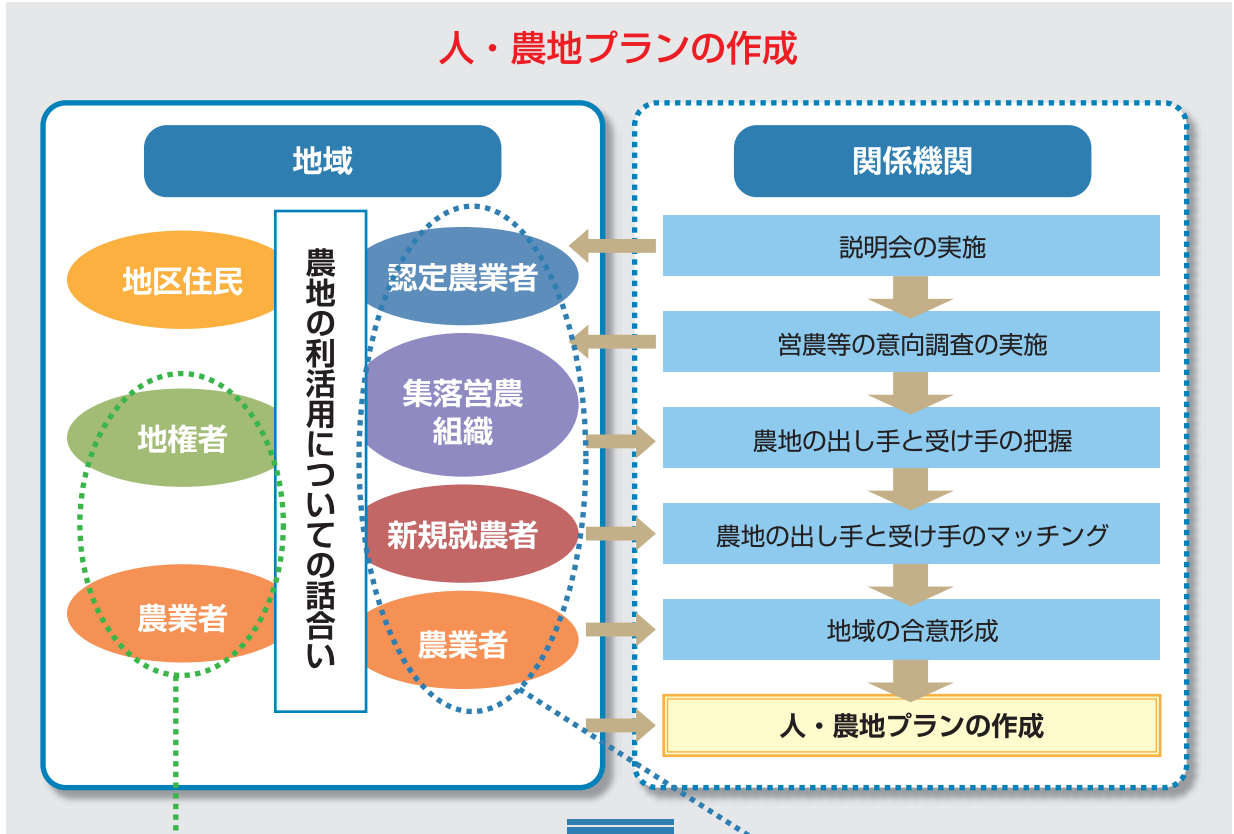 人・農地プランの作成
地域
地区住民
地権者
農業者
農地の利活用についての話合い
認定農業者
集落営農
組織
新規就農者
農業者
関係機関
説明会の実施
営農等の意向調査の実施
農地の出し手と受け手の把握
農地の出し手と受け手のマッチング
地域の合意形成
人・農地プランの作成